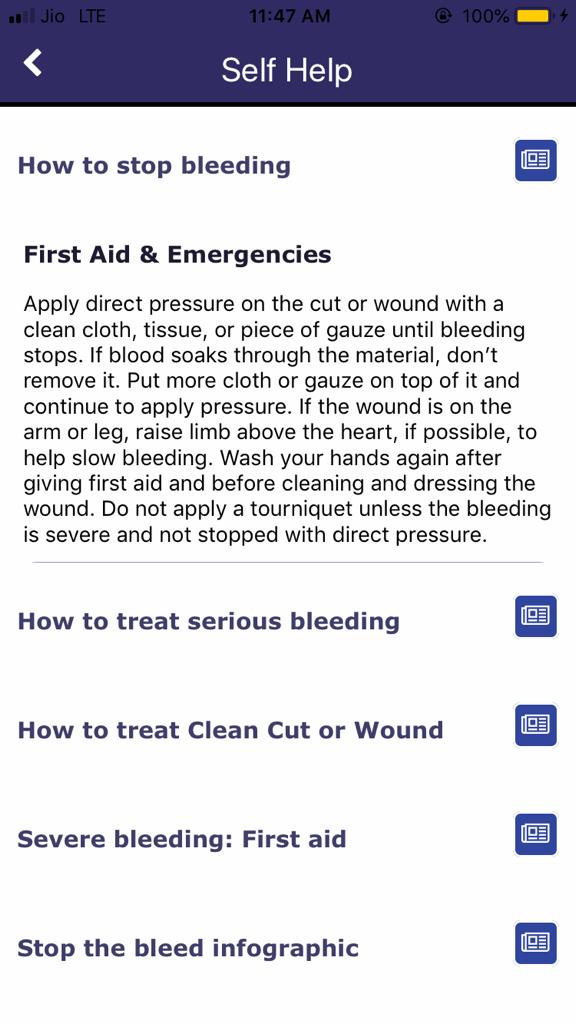 Jio LTE 11:47 AM 100%
Self Help
How to stop bleeding
First Aid & Emergencies
Apply direct pressure on the cut or wound with a
clean cloth, tissue, or piece of gauze until bleeding
stops. If blood soaks through the material, don’t
remove it. Put more cloth or gauze on top of it and
continue to apply pressure. If the wound is on the
arm or leg, raise limb above the heart, if possible, to
help slow bleeding. Wash your hands again after
giving first aid and before cleaning and dressing the
wound. Do not apply a tourniquet unless the bleeding
is severe and not stopped with direct pressure.
How to treat serious bleeding
How to treat Clean Cut or Wound
Severe bleeding: First aid
Stop the bleed infographic